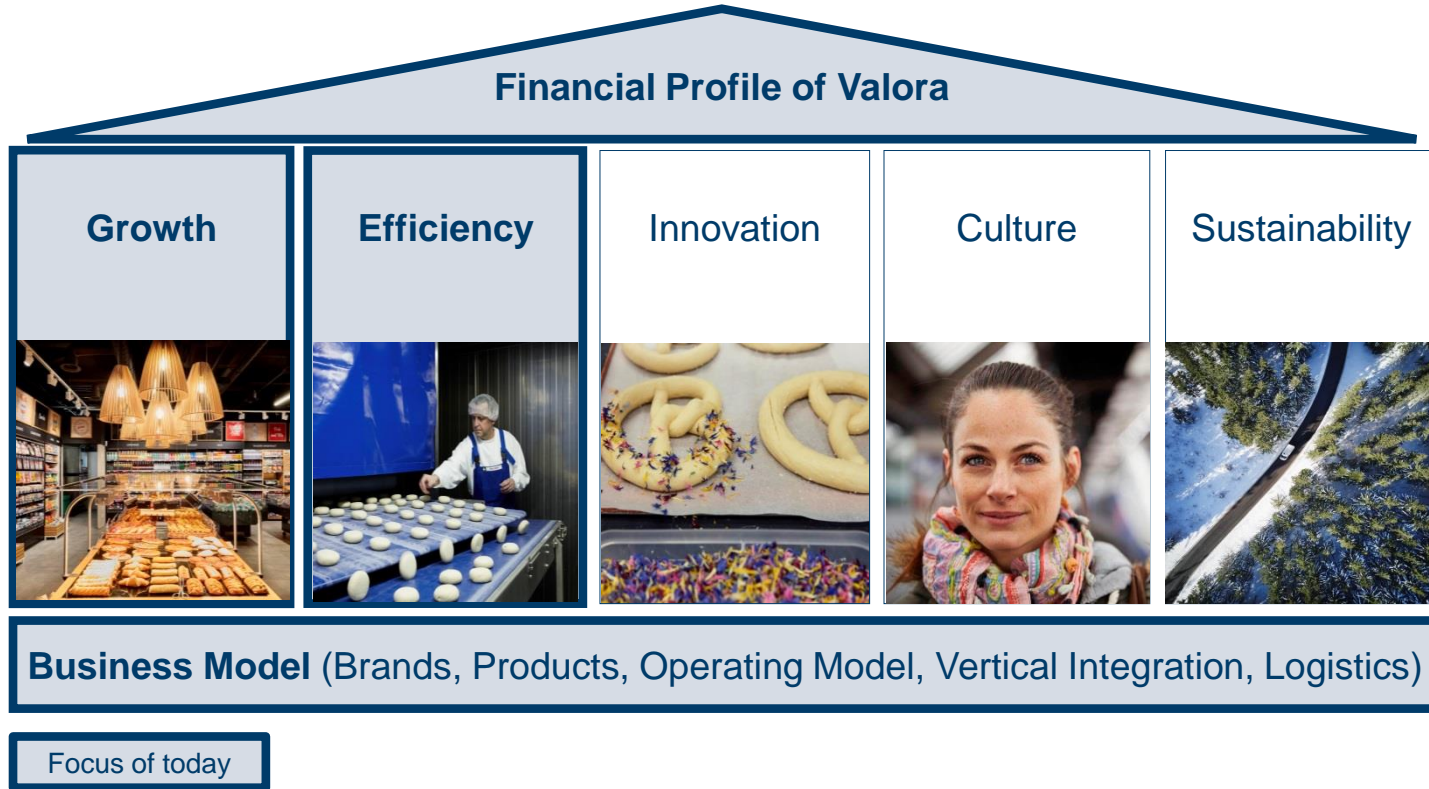 Financial Profile of Valora
Growth
Efficiency
Innovation
Culture
Sustainability
Business Model (Brands, Products, Operating Model, Vertical Integration, Logistics)
Focus of today